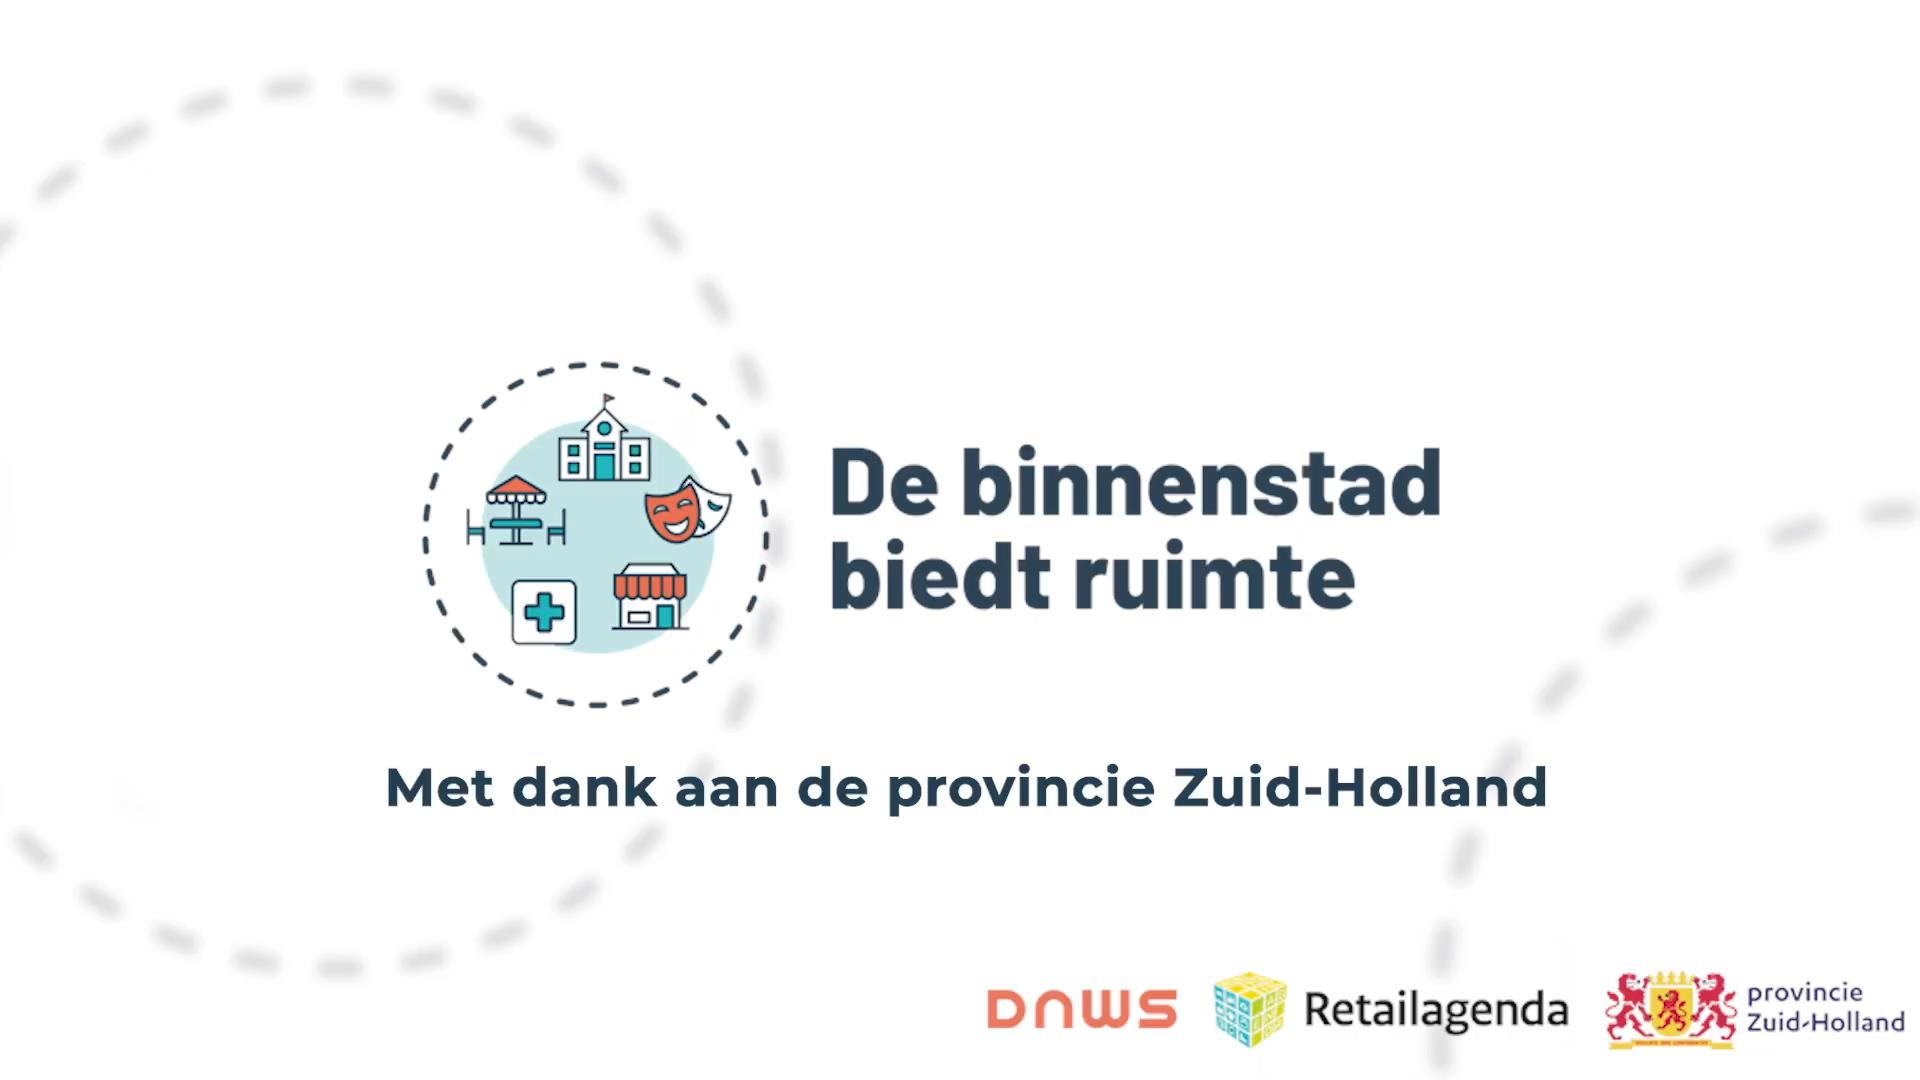 De binnenstad
biedt ruimte
Met dank aan de provincie Zuid-Holland
DNWS
Retailagenda
provincie
Zuid-Holland